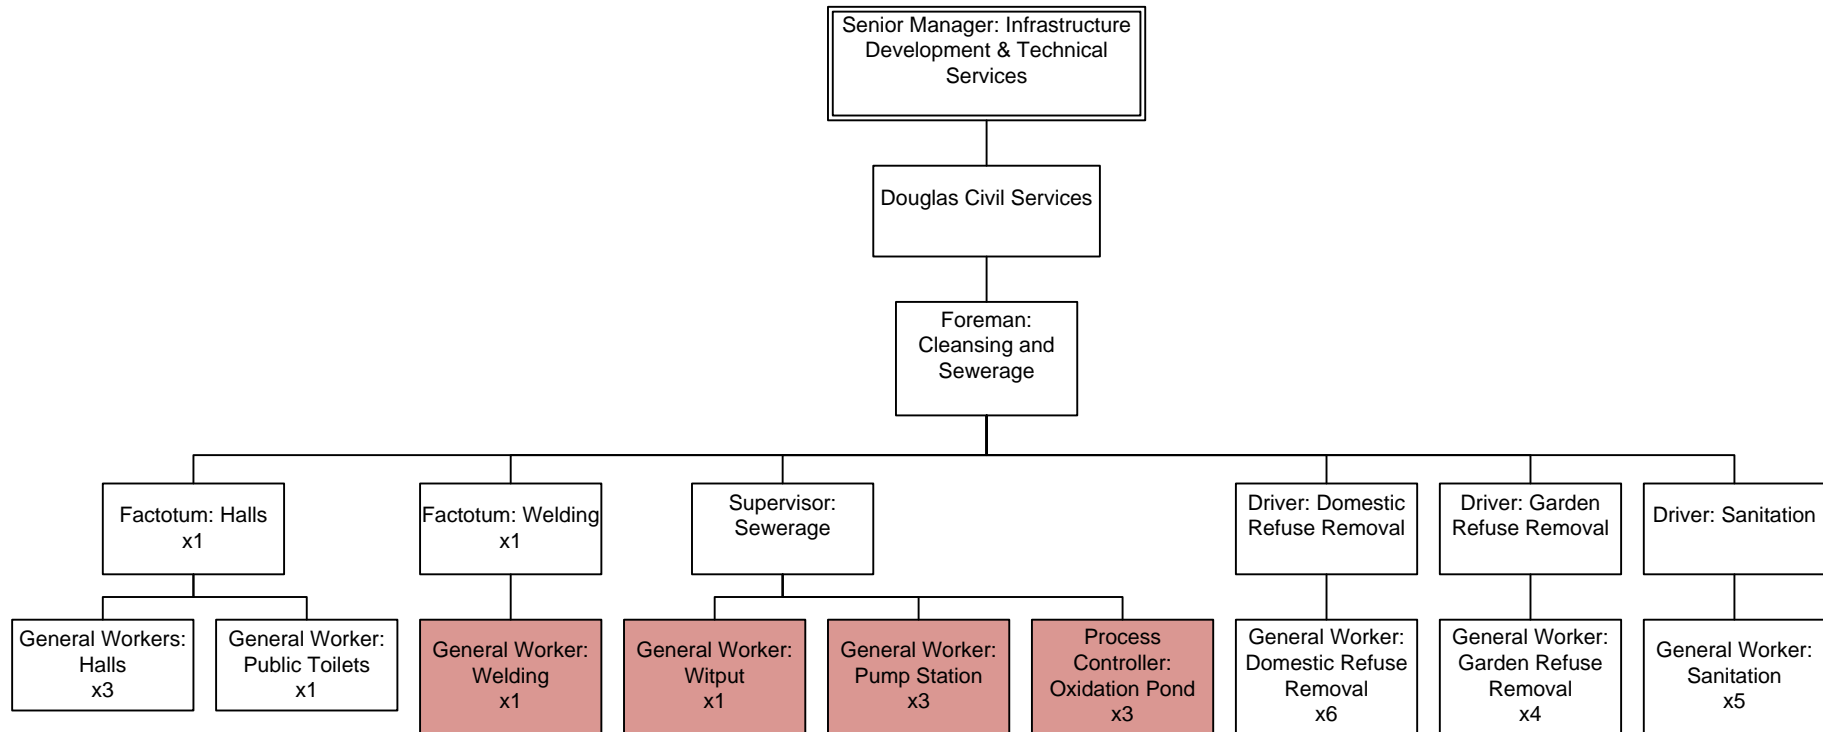 Senior Manager: Infrastructure
Development & Technical
Services
Douglas Civil Services
Foreman:
Cleansing and
Sewerage
Factotum: Halls
x1
Factotum: Welding
x1
Supervisor:
Sewerage
Driver: Domestic
Refuse Removal
Driver: Garden
Refuse Removal
Driver: Sanitation
General Workers:
Halls
x3
General Worker:
Public Toilets
x1
General Worker:
Welding
x1
General Worker:
Witput
x1
General Worker:
Pump Station
x3
Process
Controller:
Oxidation Pond
x3
General Worker:
Domestic Refuse
Removal
x6
General Worker:
Garden Refuse
Removal
x4
General Worker:
Sanitation
x5